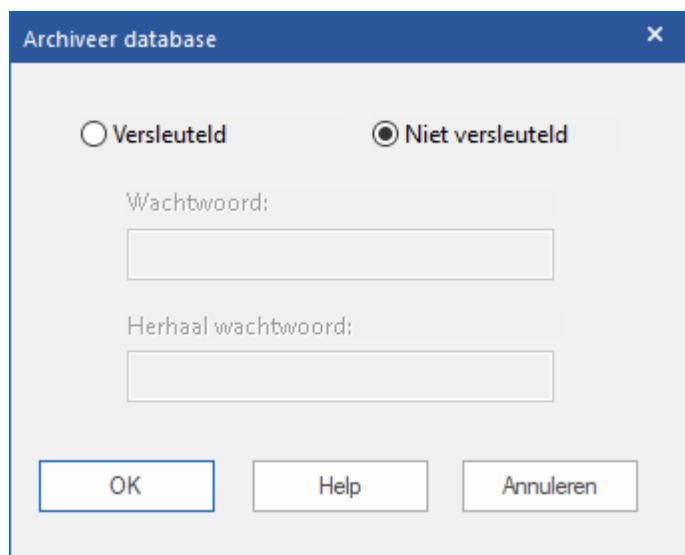 Archiveer database
Versleuteld Niet versleuteld
Wachtwoord:
Herhaal wachtwoord:
OK Help Annuleren